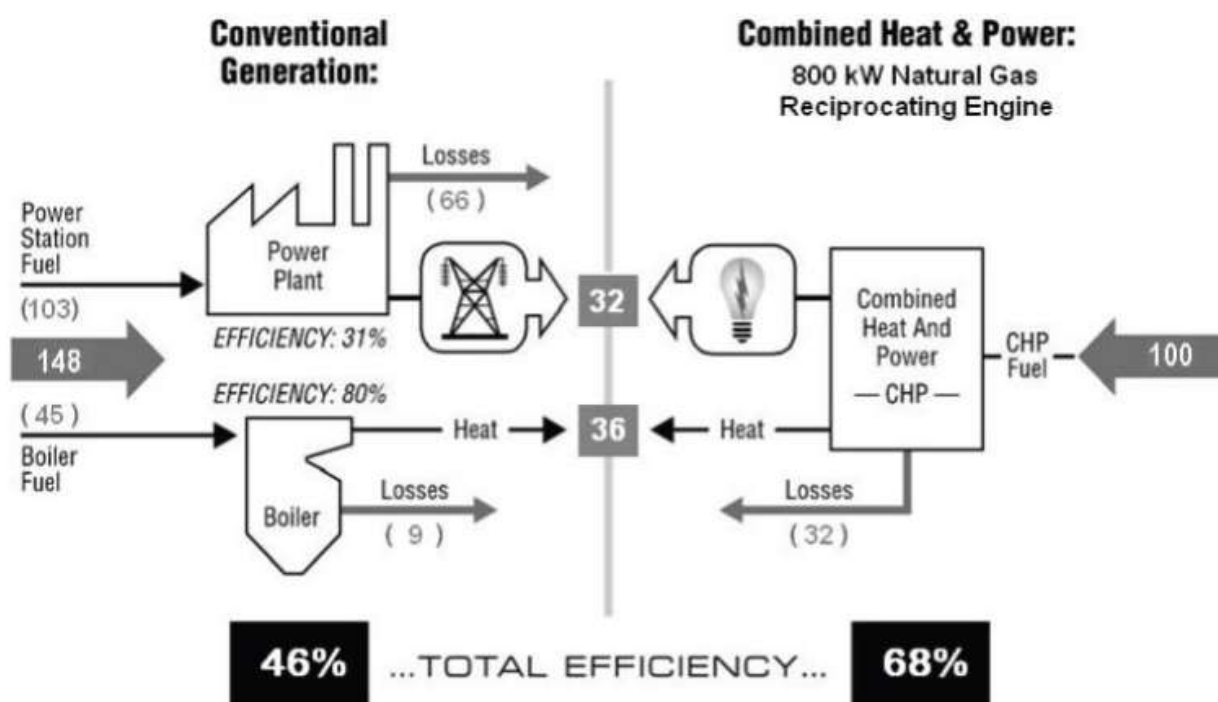 Conventional
Generation:
Combined Heat & Power:
800 kW Natural Gas
Reciprocating Engine
Losses
(66)
Power
Station
Fuel
(103)
Power
Plant
EFFICIENCY: 31%
148
32
Combined
Heat And
Power
— CHP —
CHP
Fuel
100
EFFICIENCY: 80%
(45)
Boiler
Fuel
Heat
36
Heat
Boiler
Losses
( 9 )
Losses
(32)
46%
...TOTAL EFFICIENCY...
68%